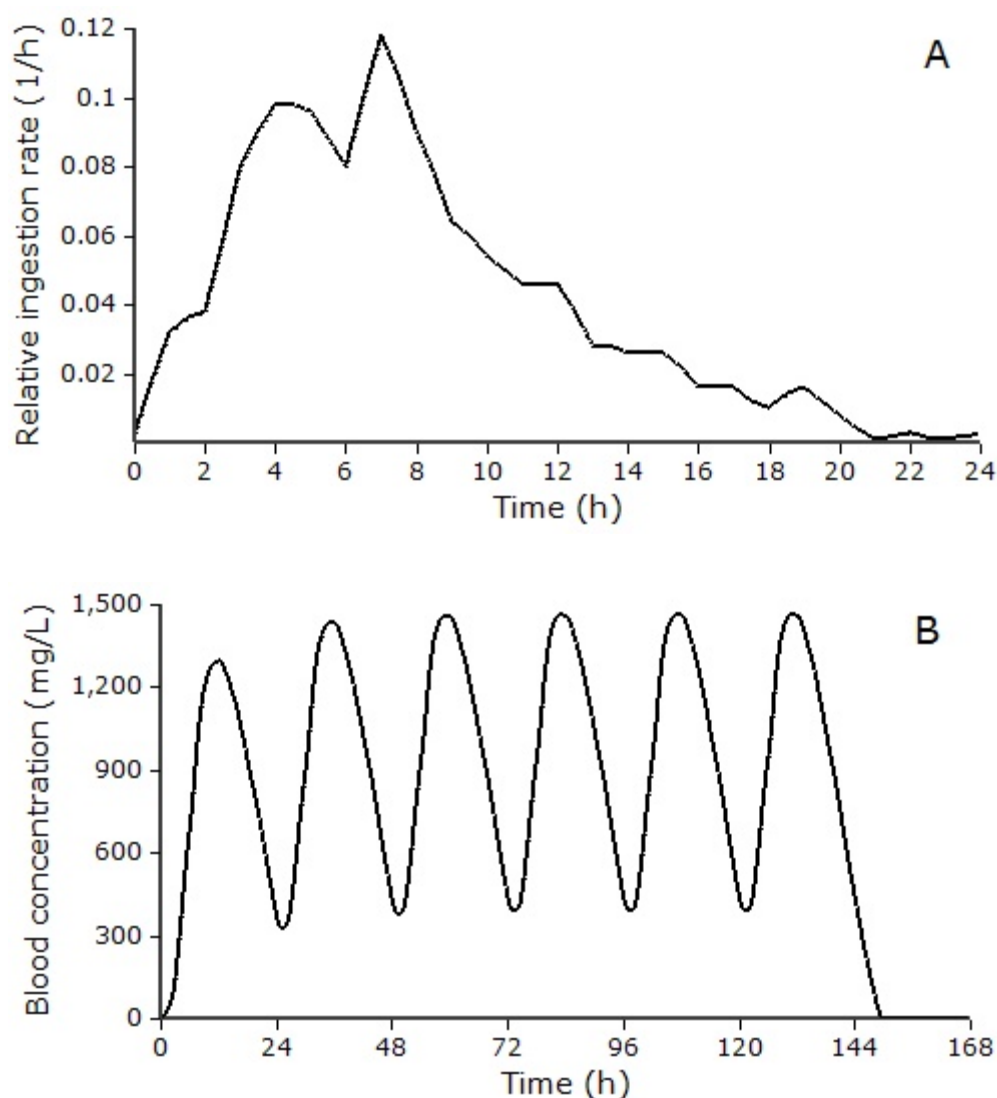 A
Relative ingestion rate (1/h)
0.12
0.1
0.08
0.06
0.04
0.02
0 2 4 6 8 10 12 14 16 18 20 22 24
Time (h)
B
Blood concentration (mg/L)
1,500
1,200
900
600
300
0
0 24 48 72 96 120 144 168
Time (h)